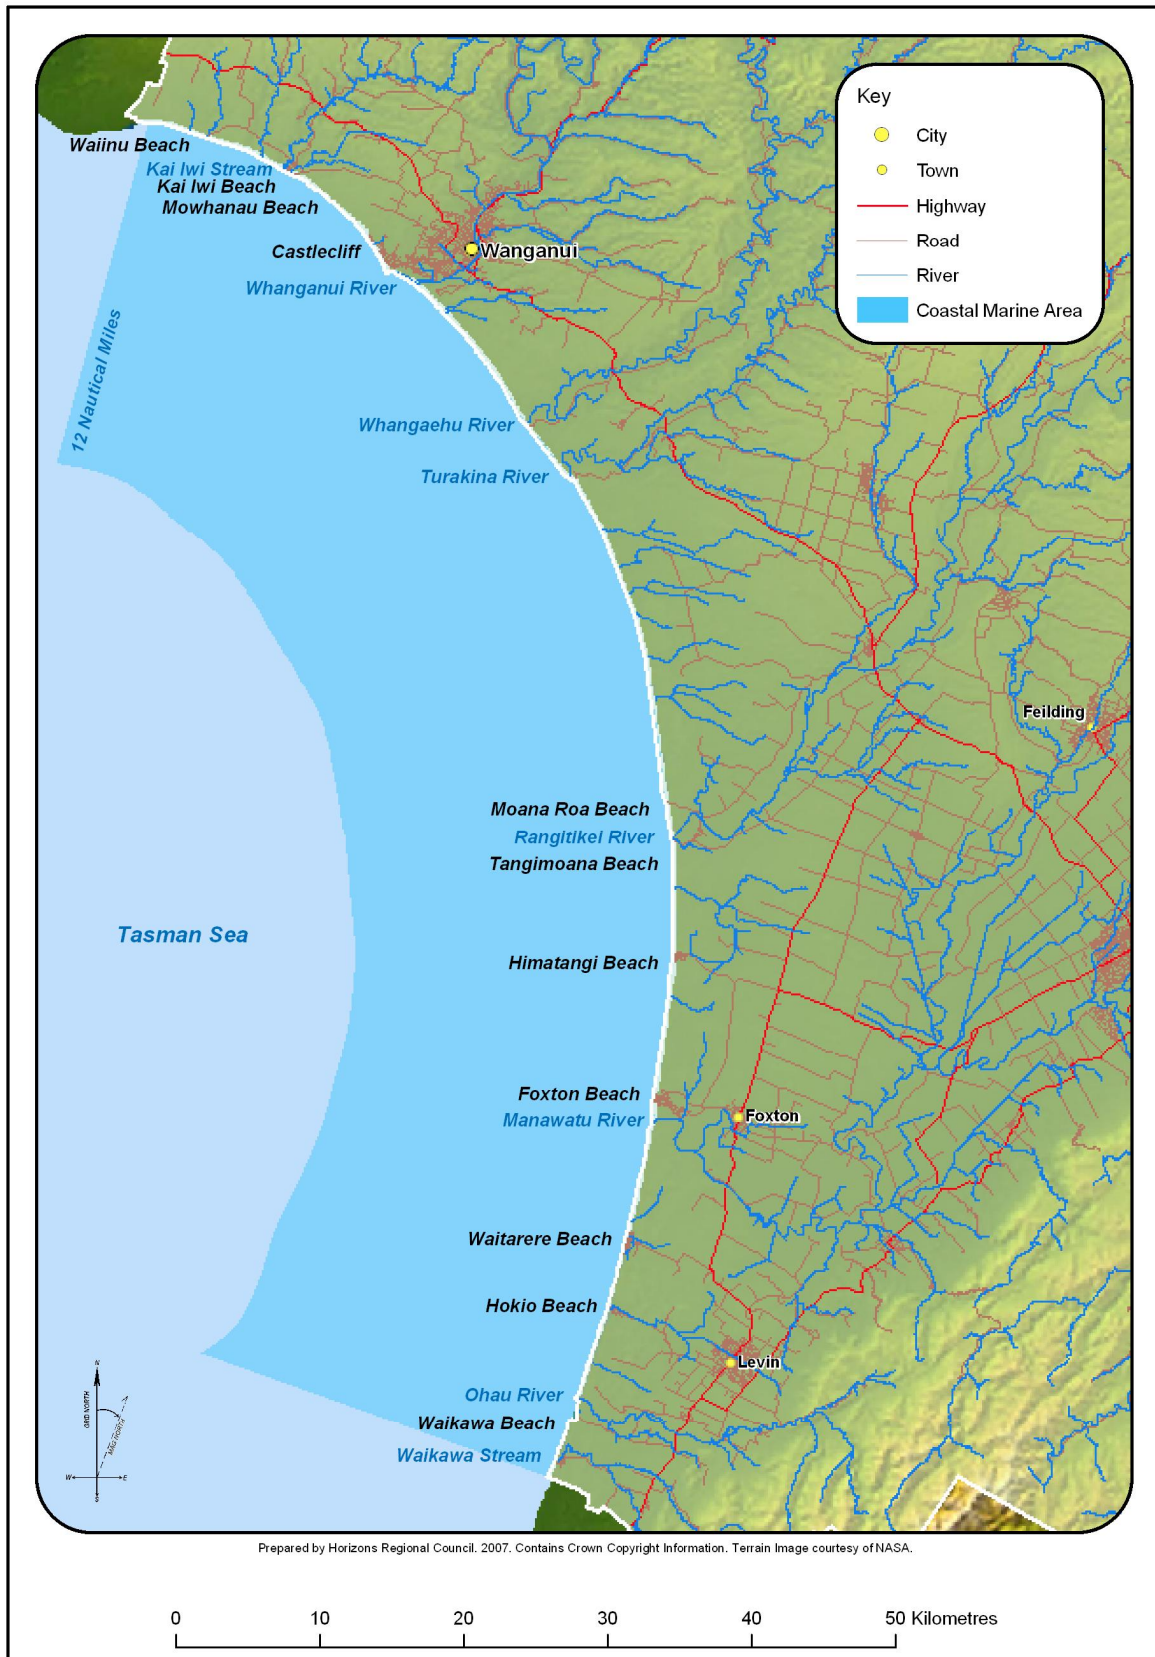 Key
City
Town
Highway
Road
River
Coastal Marine Area
Waiinu Beach
Kai Iwi Stream
Kai Iwi Beach
Mowhanau Beach
Castlecliff
Wanganui
Whanganui River
12 Nautical Miles
Whangaehu River
Turakina River
Feilding
Moana Roa Beach
Rangitikei River
Tangimoana Beach
Tasman Sea
Himatangi Beach
Foxton Beach
Manawatu River
Foxton
Waitarere Beach
Hokio Beach
Levin
Ohau River
Waikawa Beach
Waikawa Stream
N
GRID NORTH
MAG NORTH
W
E
S
Prepared by Horizons Regional Council. 2007. Contains Crown Copyright Information. Terrain Image courtesy of NASA.
0 10 20 30 40 50 Kilometres